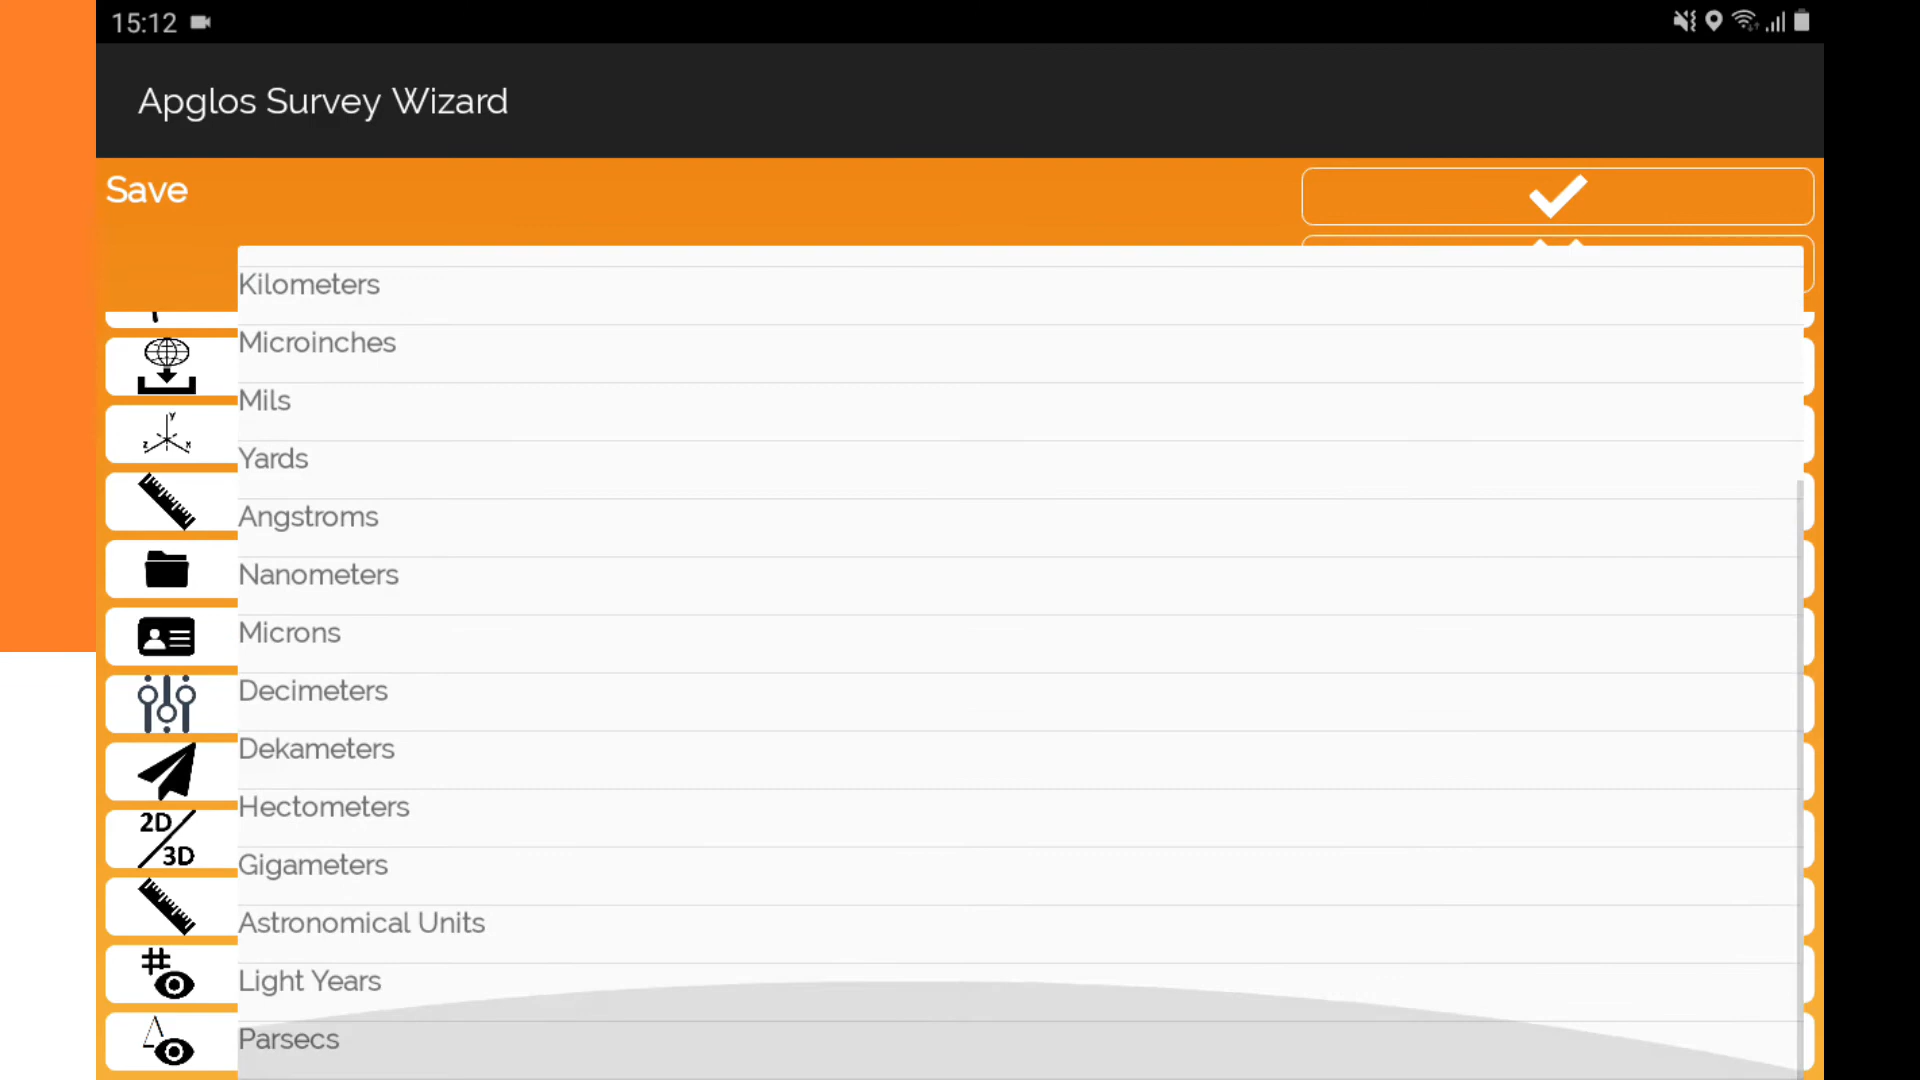 15:12
Apglos Survey Wizard
Save
Kilometers
Microinches
Mils
Yards
Angstroms
Nanometers
Microns
Decimeters
Dekameters
Hectometers
Gigameters
Astronomical Units
Light Years
Parsecs
Y
Z X
2D/
3D
#